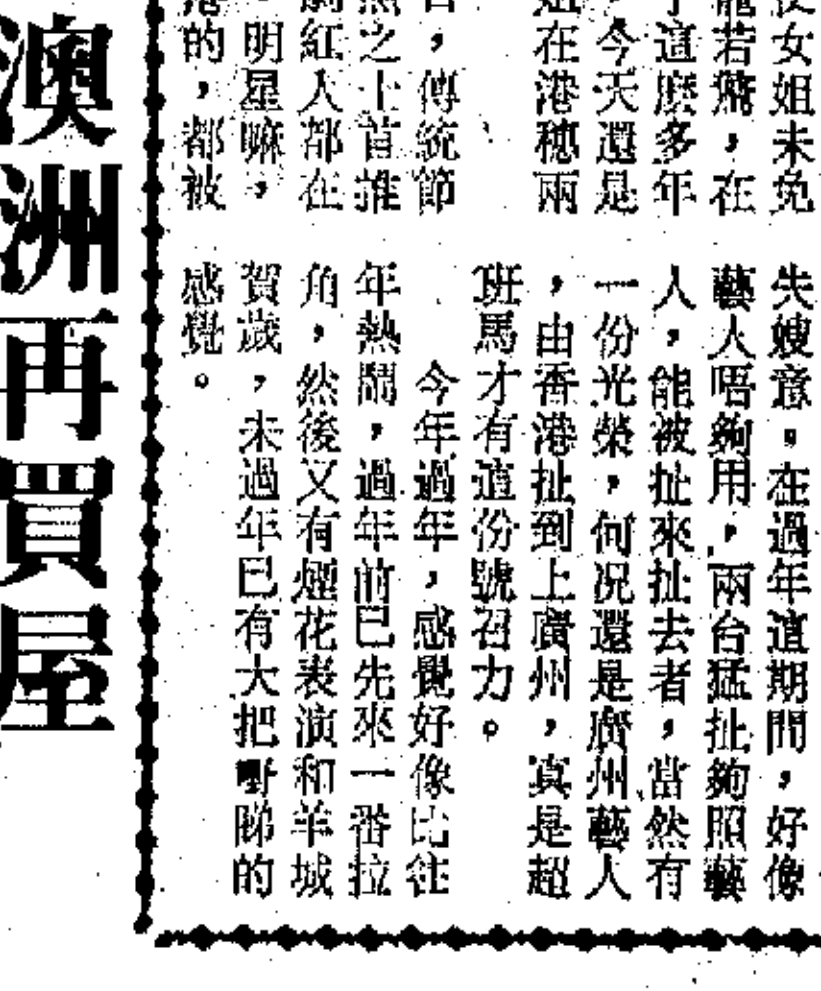 女姐未免
若鶩,在
這麼多年
今天還是
在港穗兩
,傳統節
之士首推
紅人都在
明星嘛,
的,都被
失嫂意。在過年這期間,好像
藝人唔夠用,兩台猛扯夠照藝
人,能被扯來扯去者,當然有
一份光榮,何況還是廣州藝人
,由香港扯到上廣州,真是超
班馬才有這份號召力。
今年過年,感覺好像比往
年熱鬧,過年前已先來一番拉
角,然後又有煙花表演和羊城
賀歲,未過年已有大把嘢睇的
感覺。
澳洲再買屋